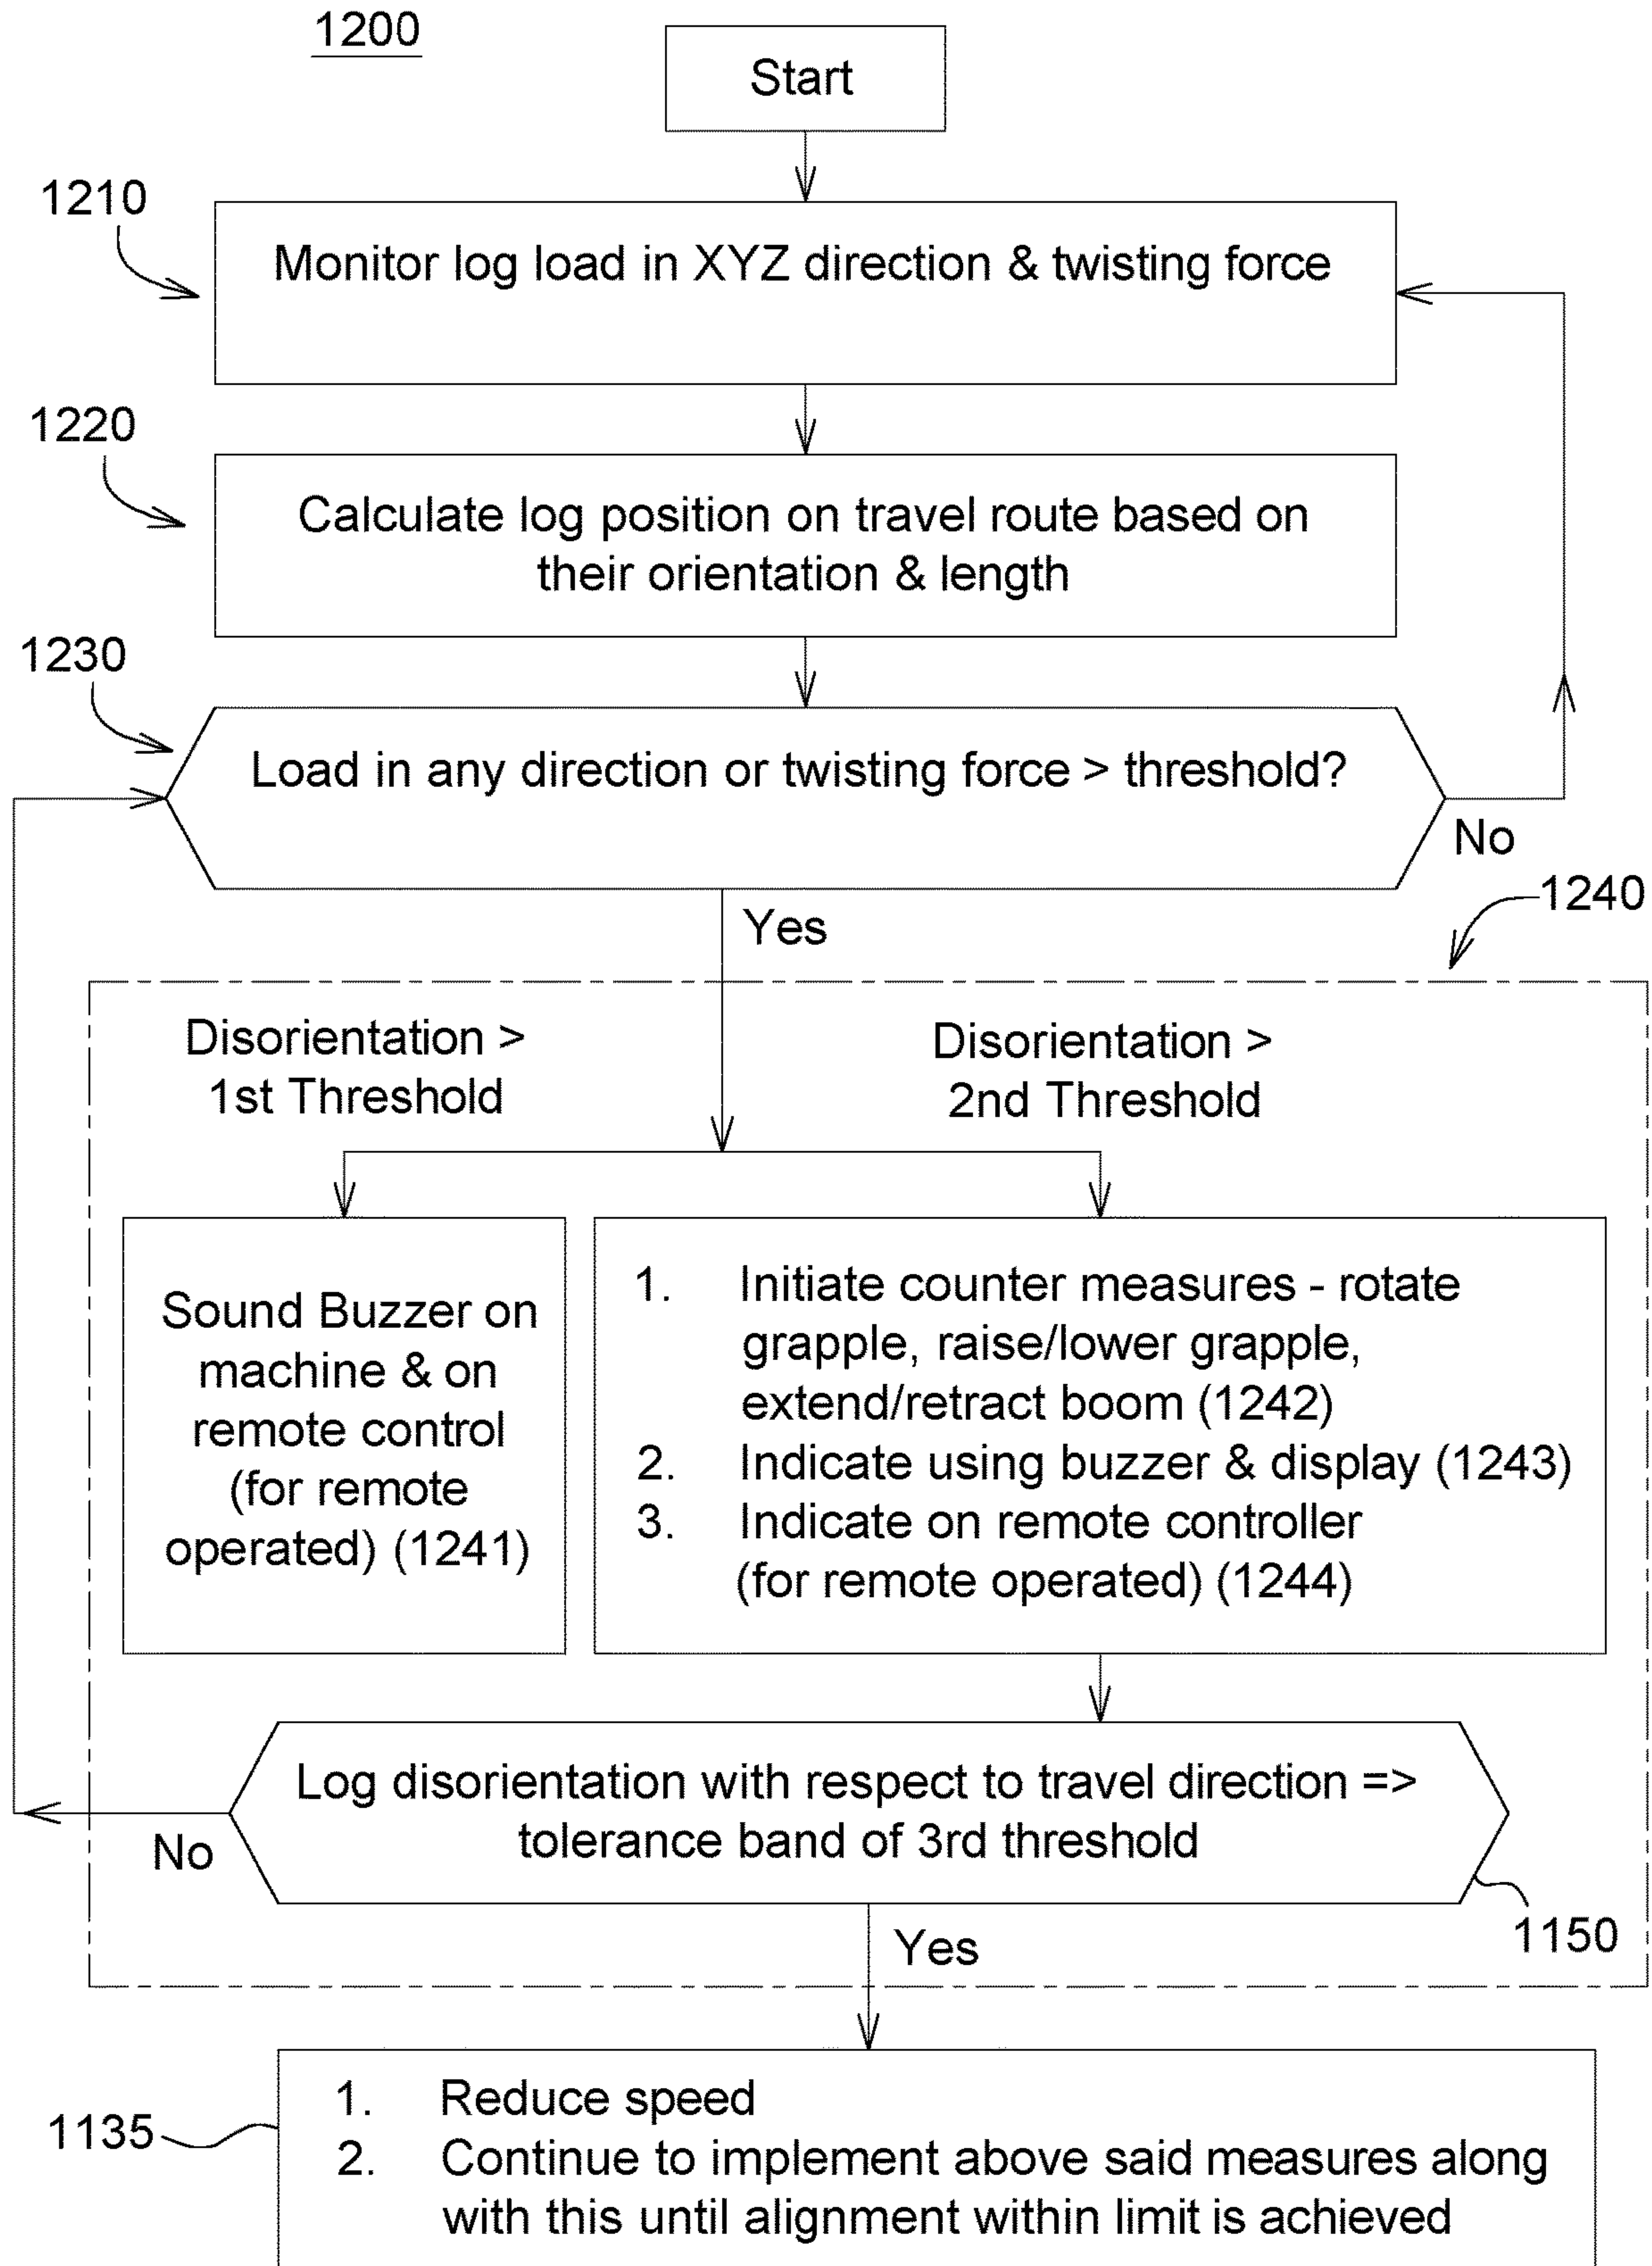 1200
Start
1210
Monitor log load in XYZ direction & twisting force
1220
Calculate log position on travel route based on
their orientation & length
1230
Load in any direction or twisting force > threshold?
No
1240
Yes
Disorientation >
1st Threshold
Disorientation >
2nd Threshold
Sound Buzzer on
machine & on
remote control
(for remote
operated) (1241)
1. Initiate counter measures - rotate
grapple, raise/lower grapple,
extend/retract boom (1242)
2. Indicate using buzzer & display (1243)
3. Indicate on remote controller
(for remote operated) (1244)
Log disorientation with respect to travel direction =>
tolerance band of 3rd threshold
No
1150
Yes
1135
1. Reduce speed
2. Continue to implement above said measures along
with this until alignment within limit is achieved